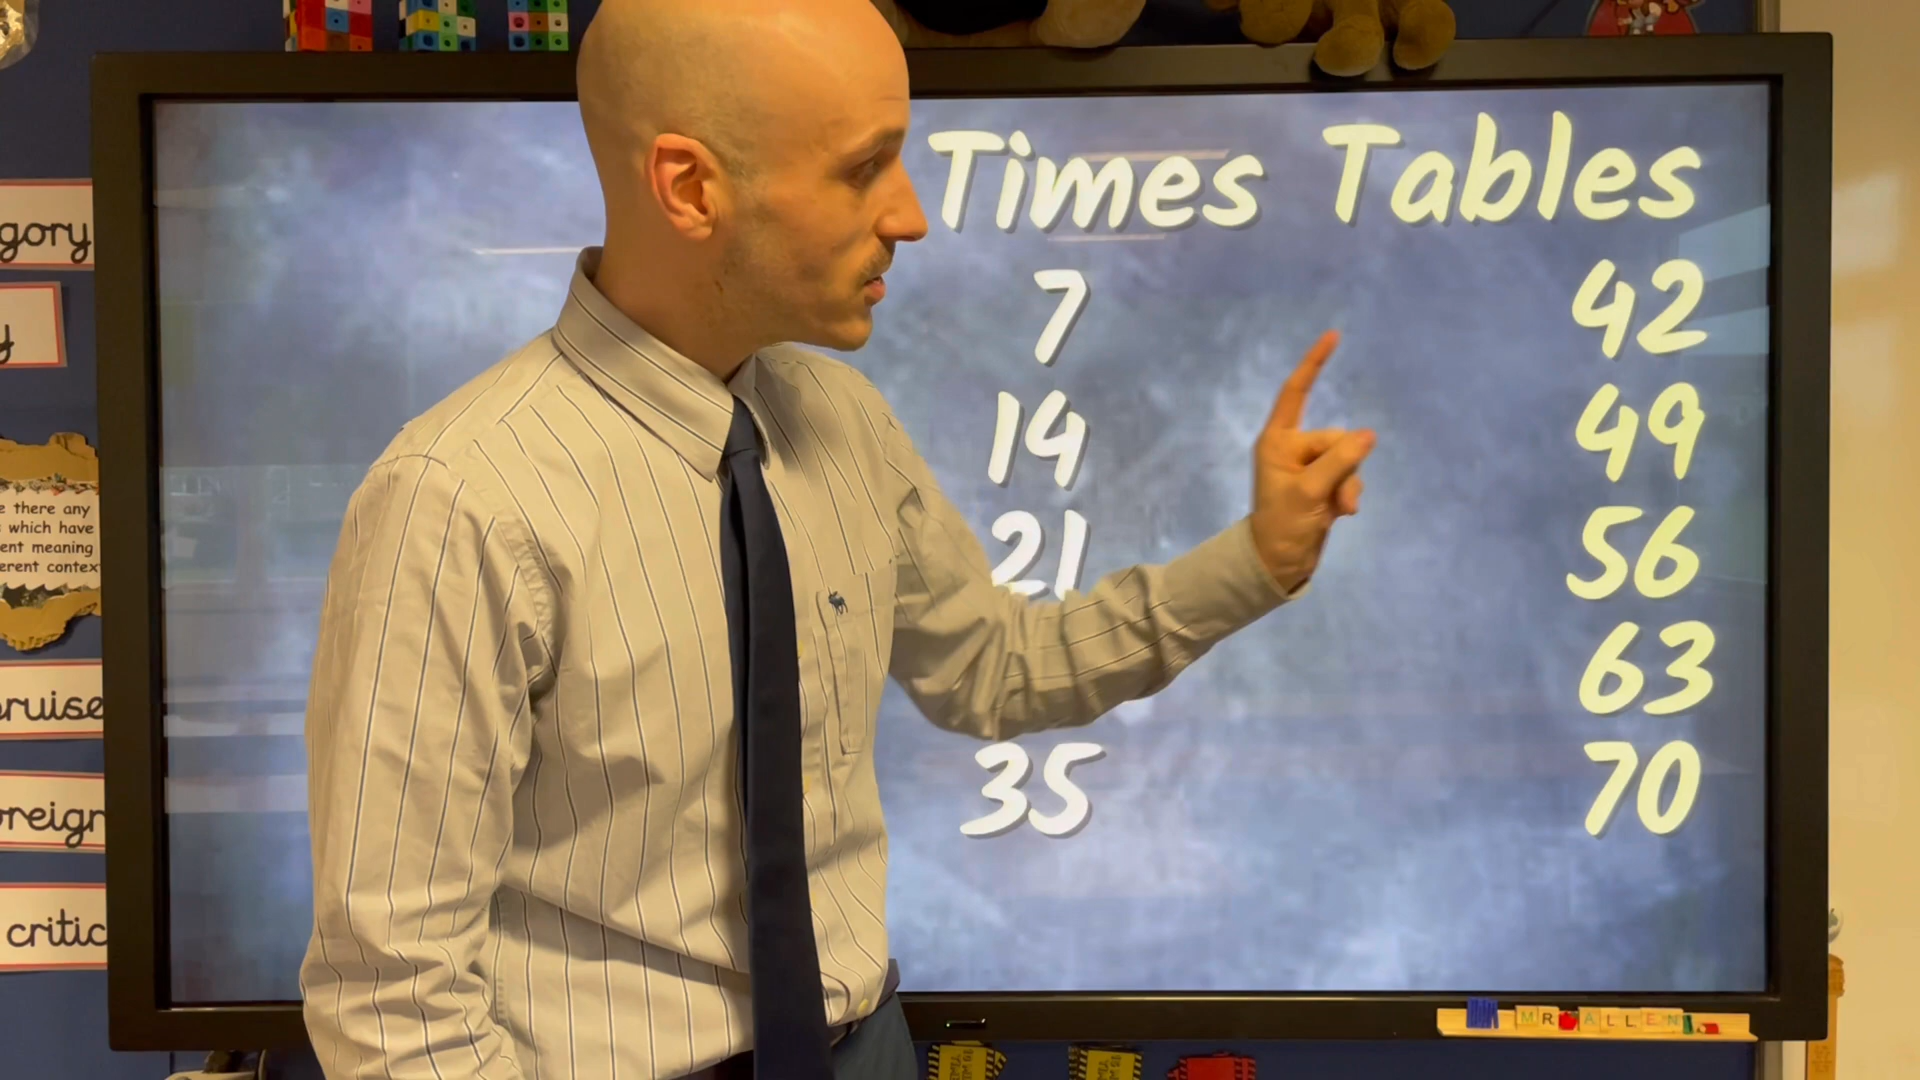 Times Tables
7 42
14 49
21 56
63
35 70
gory
y
e there any
which have
ent meaning
erent contex
ruise
reign
critic
MR ALLEN